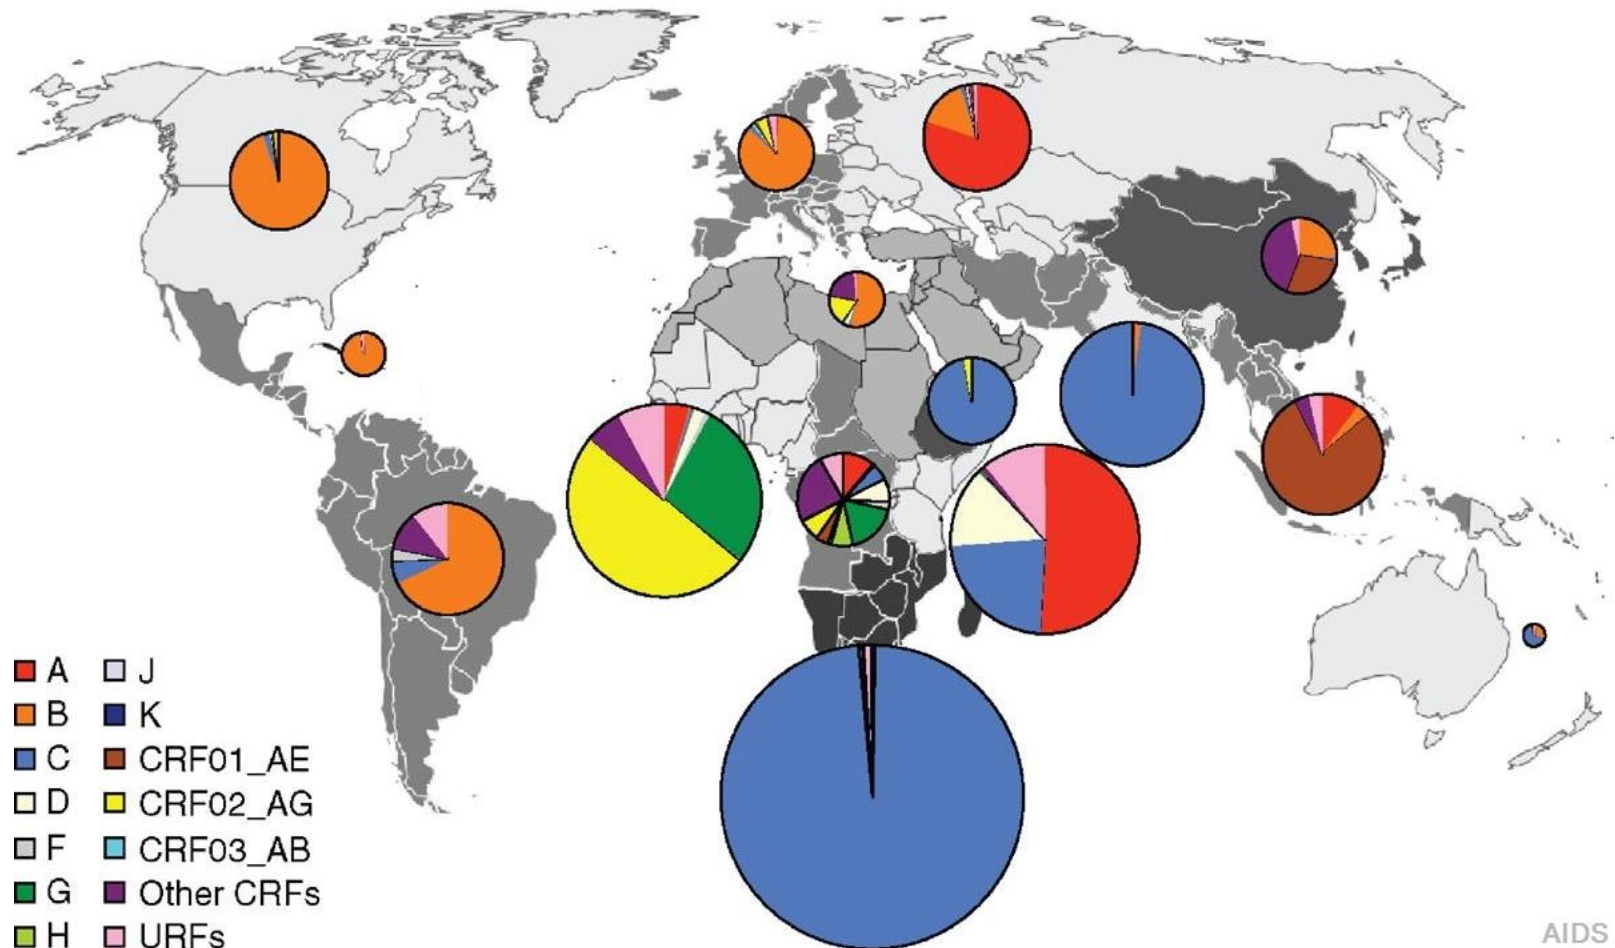 A
B
C
D
F
G
H
J
K
CRF01_AE
CRF02_AG
CRF03_AB
Other CRFs
URFs
AIDS